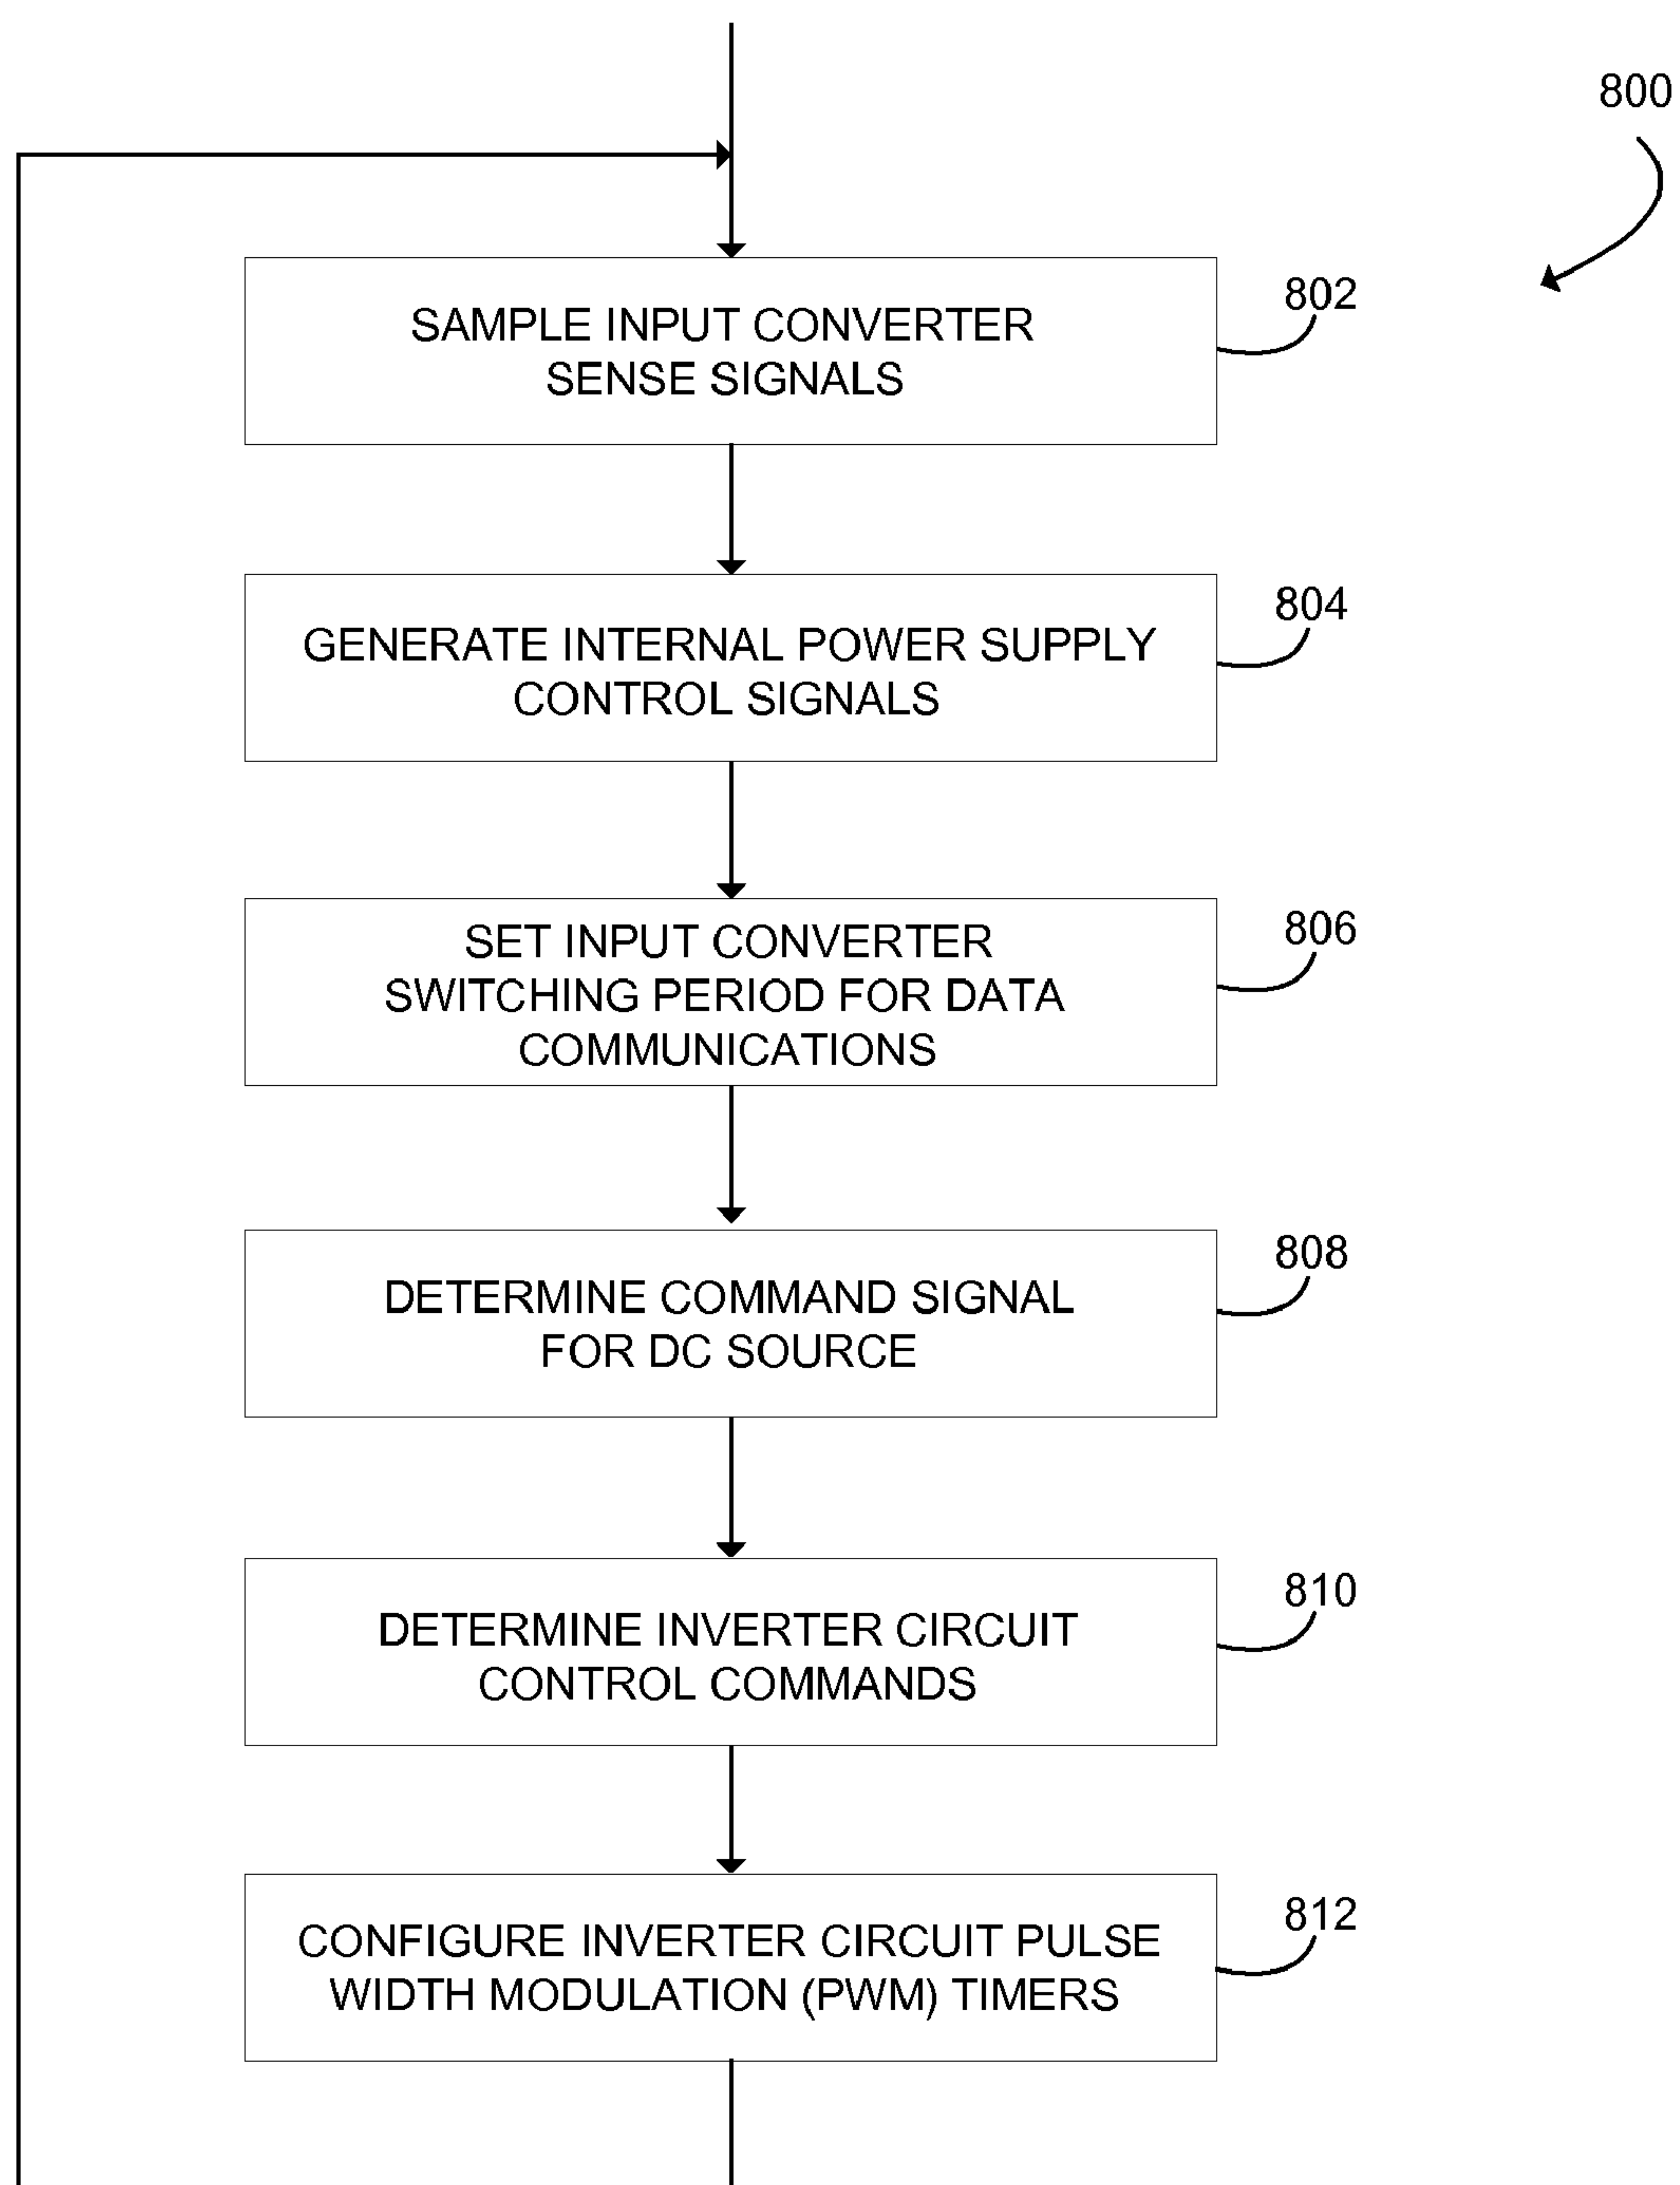 800
SAMPLE INPUT CONVERTER
SENSE SIGNALS
802
GENERATE INTERNAL POWER SUPPLY
CONTROL SIGNALS
804
SET INPUT CONVERTER
SWITCHING PERIOD FOR DATA
COMMUNICATIONS
806
DETERMINE COMMAND SIGNAL
FOR DC SOURCE
808
DETERMINE INVERTER CIRCUIT
CONTROL COMMANDS
810
CONFIGURE INVERTER CIRCUIT PULSE
WIDTH MODULATION (PWM) TIMERS
812